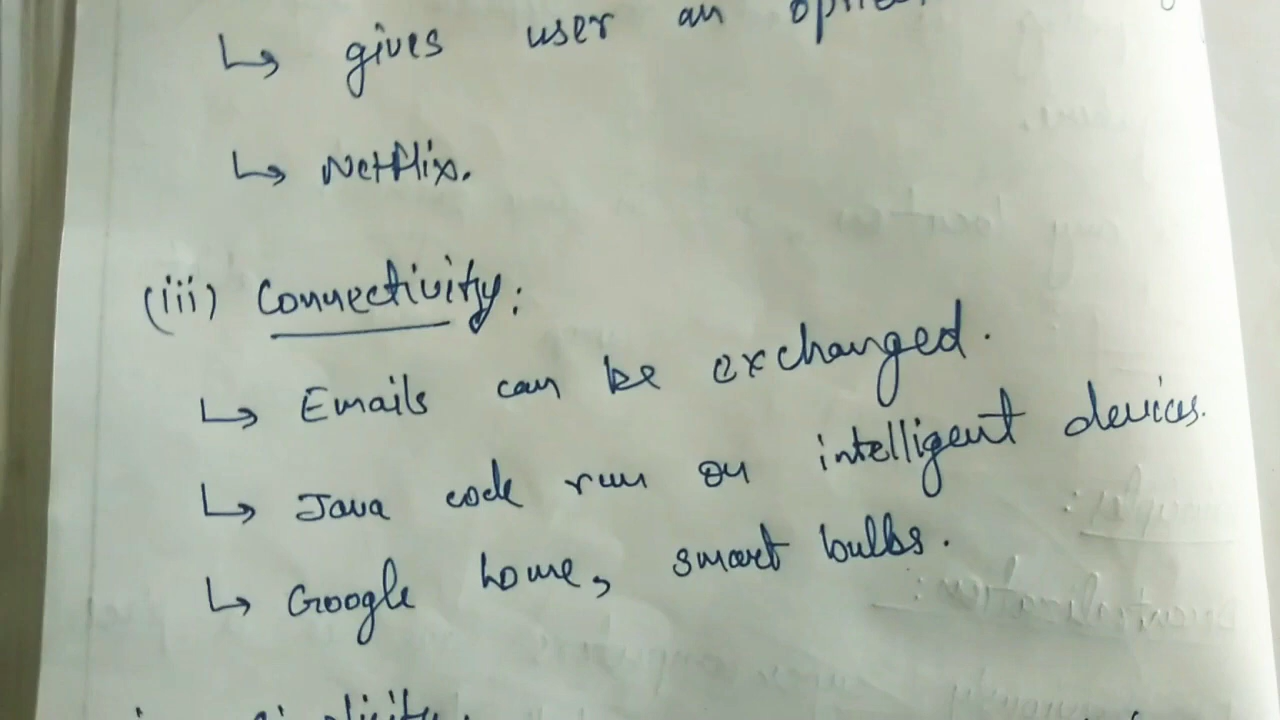 ↳ gives user an
↳ Netflix.
(iii) Connectivity:
↳ Emails can be exchanged.
↳ Java code run on intelligent devices.
↳ Google home, smart bulbs.